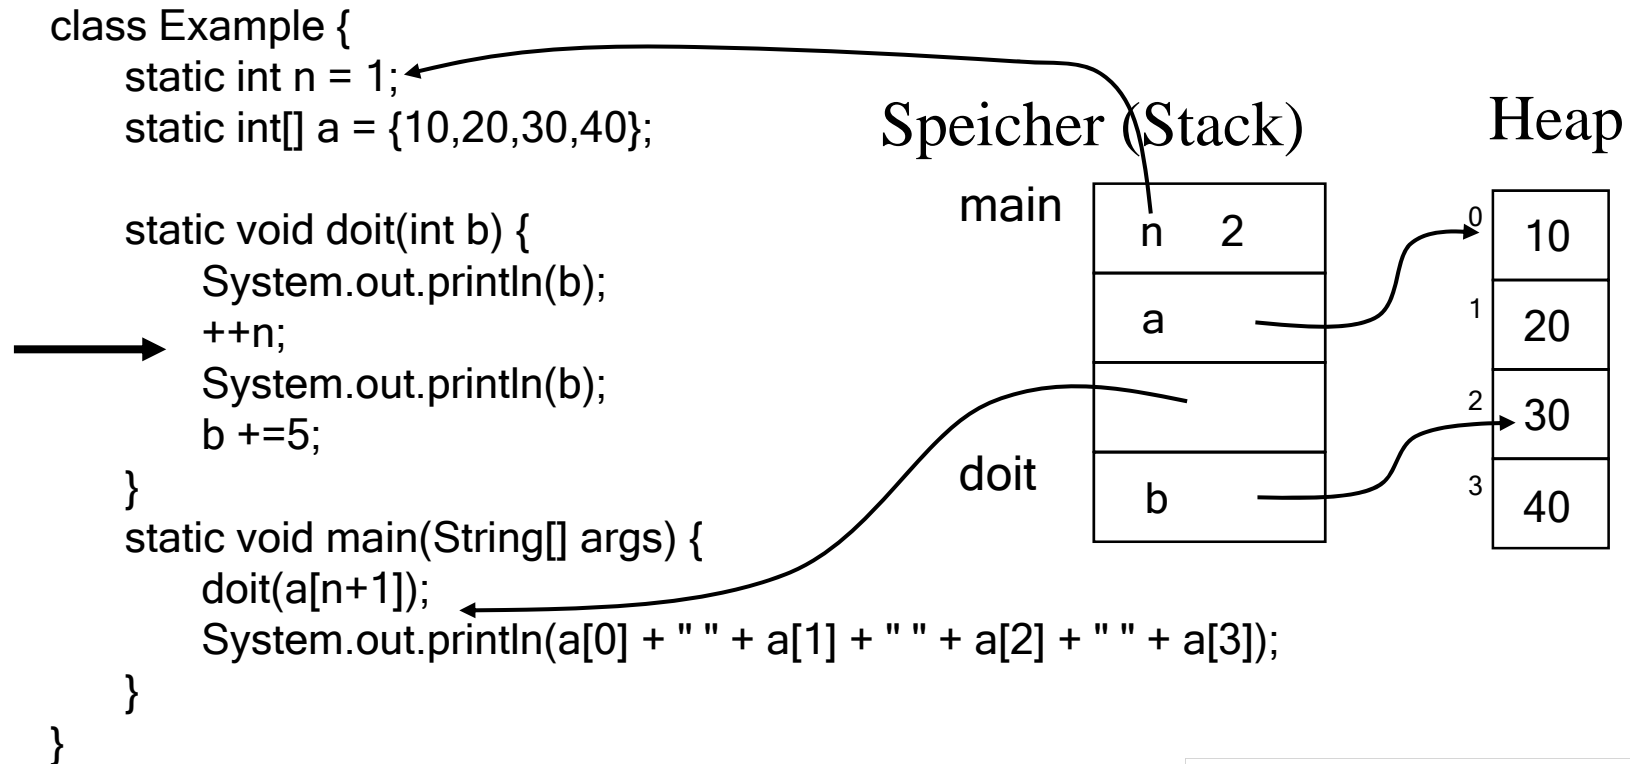 class Example {
static int n = 1;
static int[] a = {10,20,30,40};
static void doit(int b) {
System.out.println(b);
++n;
System.out.println(b);
b +=5;
}
static void main(String[] args) {
doit(a[n+1]);
System.out.println(a[0] + " " + a[1] + " " + a[2] + " " + a[3]);
}
}
Speicher (Stack)
main
n 2
a
doit
b
Heap
0 10
1 20
2 30
3 40